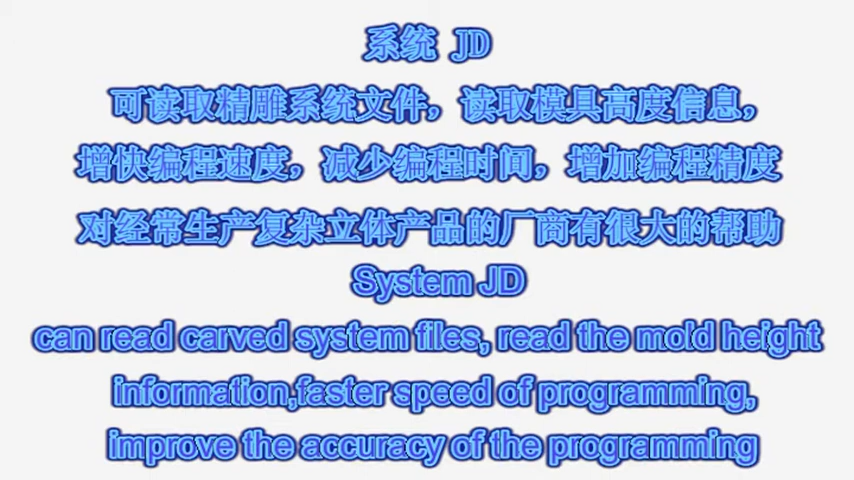 系统 JD
可读取精雕系统文件，读取模具高度信息，
增快编程速度，减少编程时间，增加编程精度
对经常生产复杂立体产品的厂商有很大的帮助
System JD
can read carved system files, read the mold height
information,faster speed of programming,
improve the accuracy of the programming